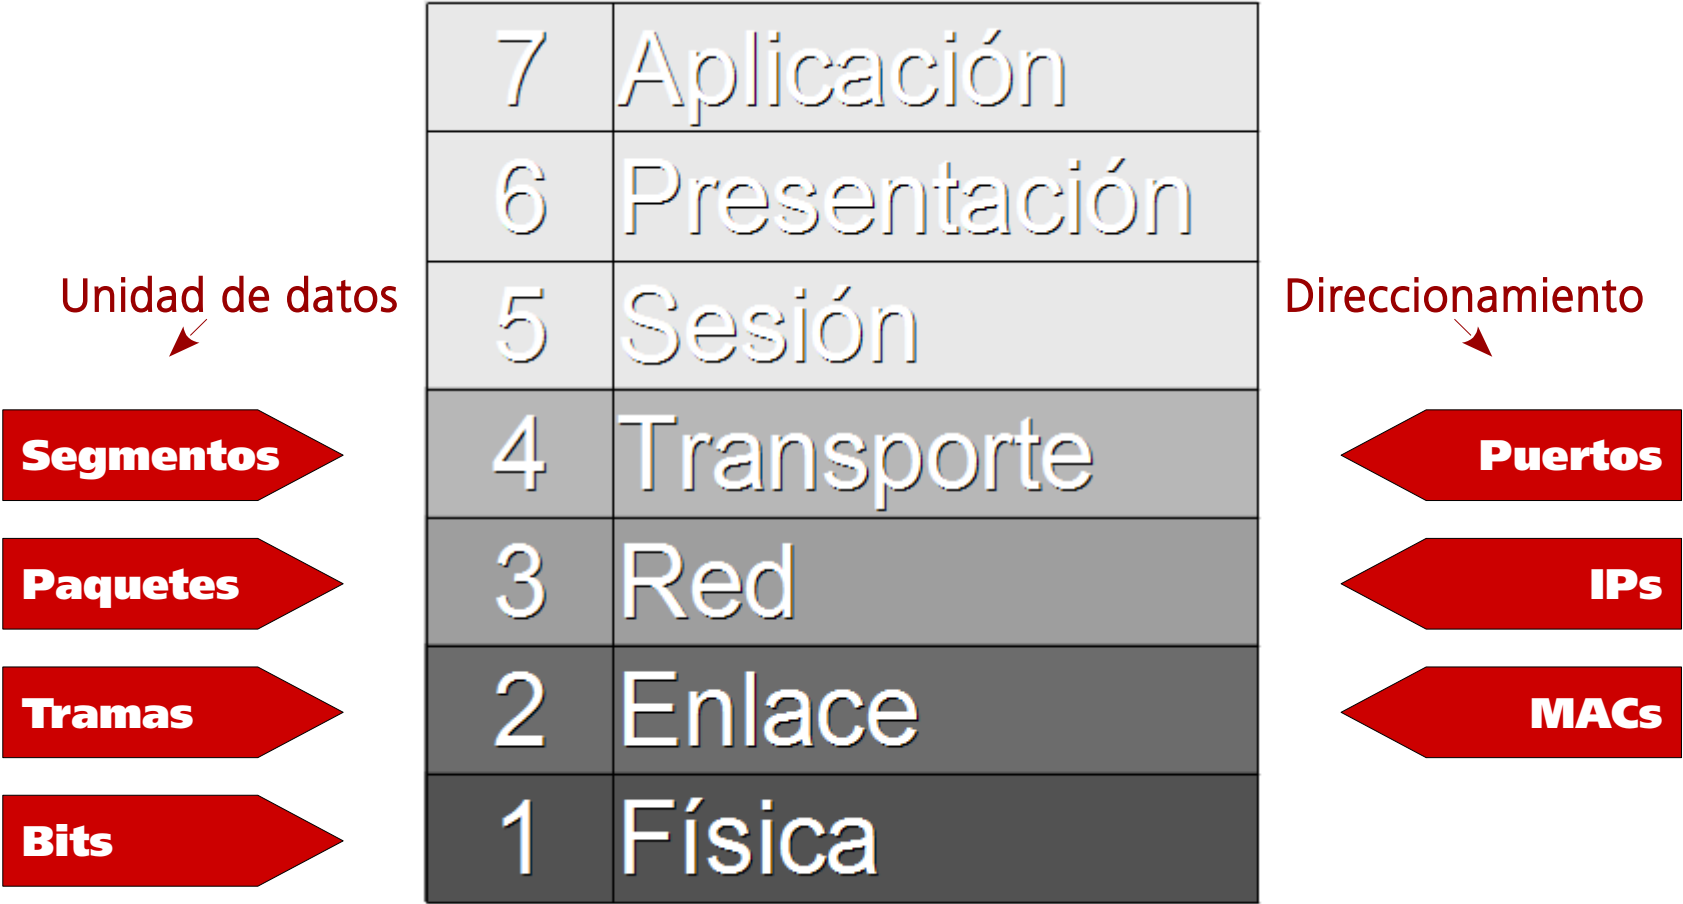 7 Aplicación
6 Presentación
Unidad de datos
5 Sesión
Direccionamiento
Segmentos
4 Transporte
Puertos
Paquetes
3 Red
IPs
Tramas
2 Enlace
MACs
Bits
1 Física